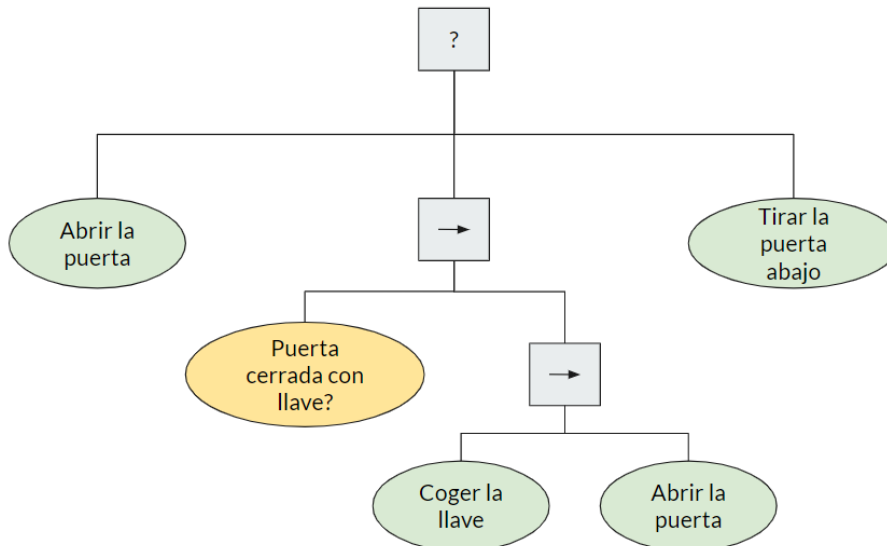 ?
Abrir la
puerta
→
Tirar la
puerta
abajo
Puerta
cerrada con
llave?
→
Coger la
llave
Abrir la
puerta